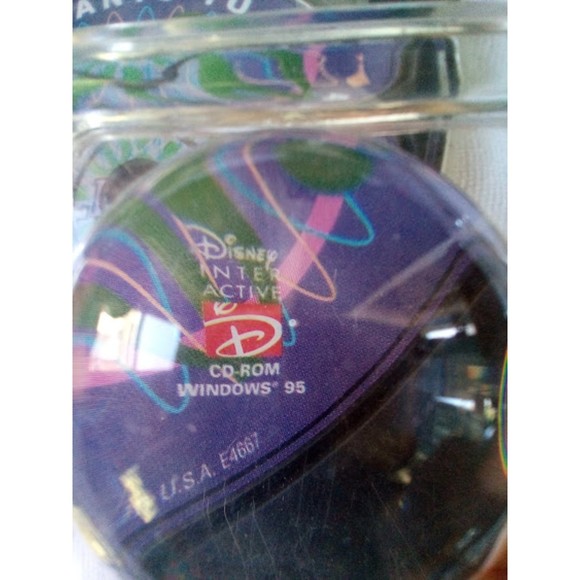 Disney
INTER
ACTIVE
D
CD-ROM
WINDOWS® 95
U.S.A. E4667